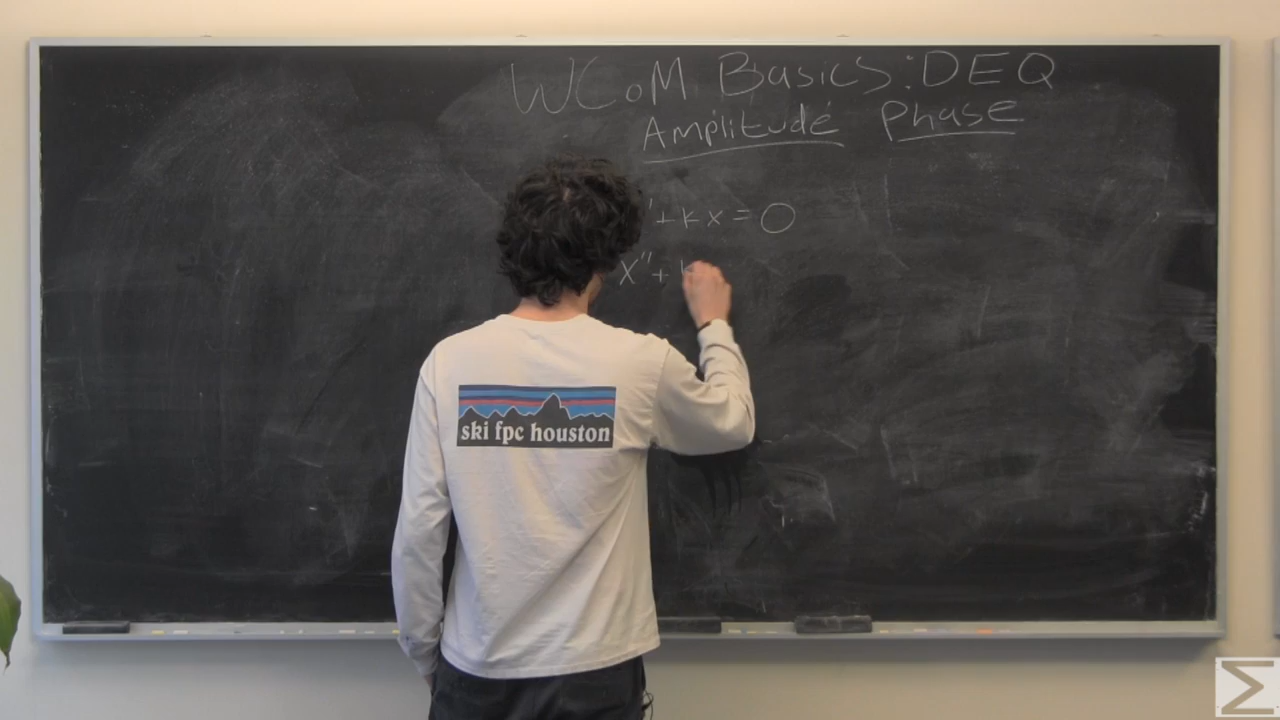 WCoM Basics: DEQ
Amplitude Phase
' + kx = 0
x'' +
ski fpc houston
Σ